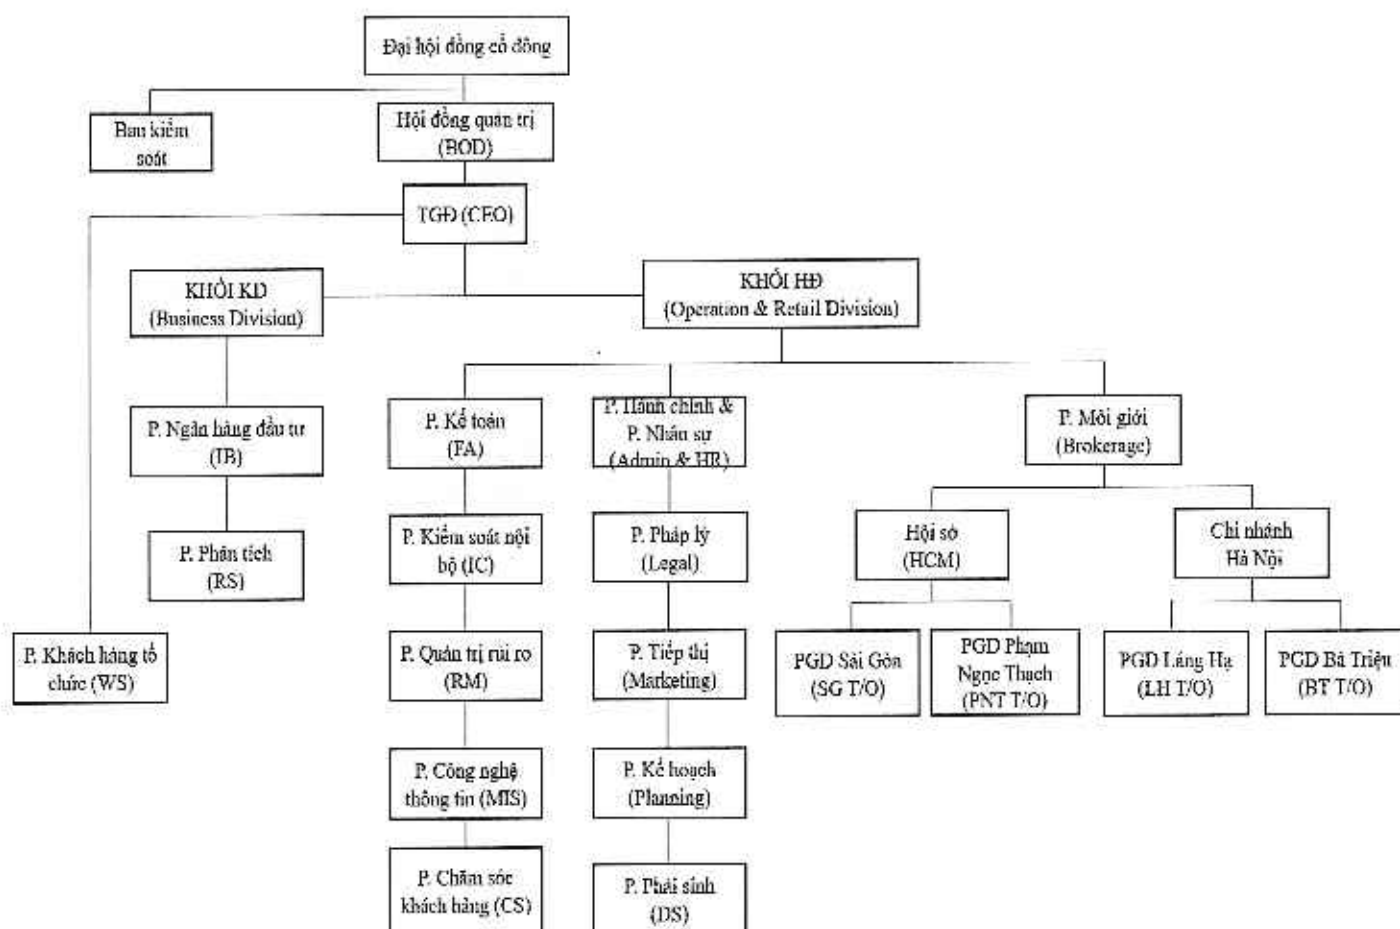 Đại hội đồng cổ đông
Ban kiểm
soát
Hội đồng quản trị
(BOD)
TGĐ (CEO)
KHỐI KD
(Business Division)
KHỐI HĐ
(Operation & Retail Division)
P. Ngân hàng đầu tư
(IB)
P. Phân tích
(RS)
P. Khách hàng tổ
chức (WS)
P. Kế toán
(FA)
P. Kiểm soát nội
bộ (IC)
P. Quản trị rủi ro
(RM)
P. Công nghệ
thông tin (MIS)
P. Chăm sóc
khách hàng (CS)
P. Hành chính &
P. Nhân sự
(Admin & HR)
P. Pháp lý
(Legal)
P. Tiếp thị
(Marketing)
P. Kế hoạch
(Planning)
P. Phái sinh
(DS)
P. Môi giới
(Brokerage)
Hội sở
(HCM)
Chi nhánh
Hà Nội
PGD Sài Gòn
(SG T/O)
PGD Phạm
Ngọc Thạch
(PNT T/O)
PGD Láng Hạ
(LH T/O)
PGD Bà Triệu
(BT T/O)